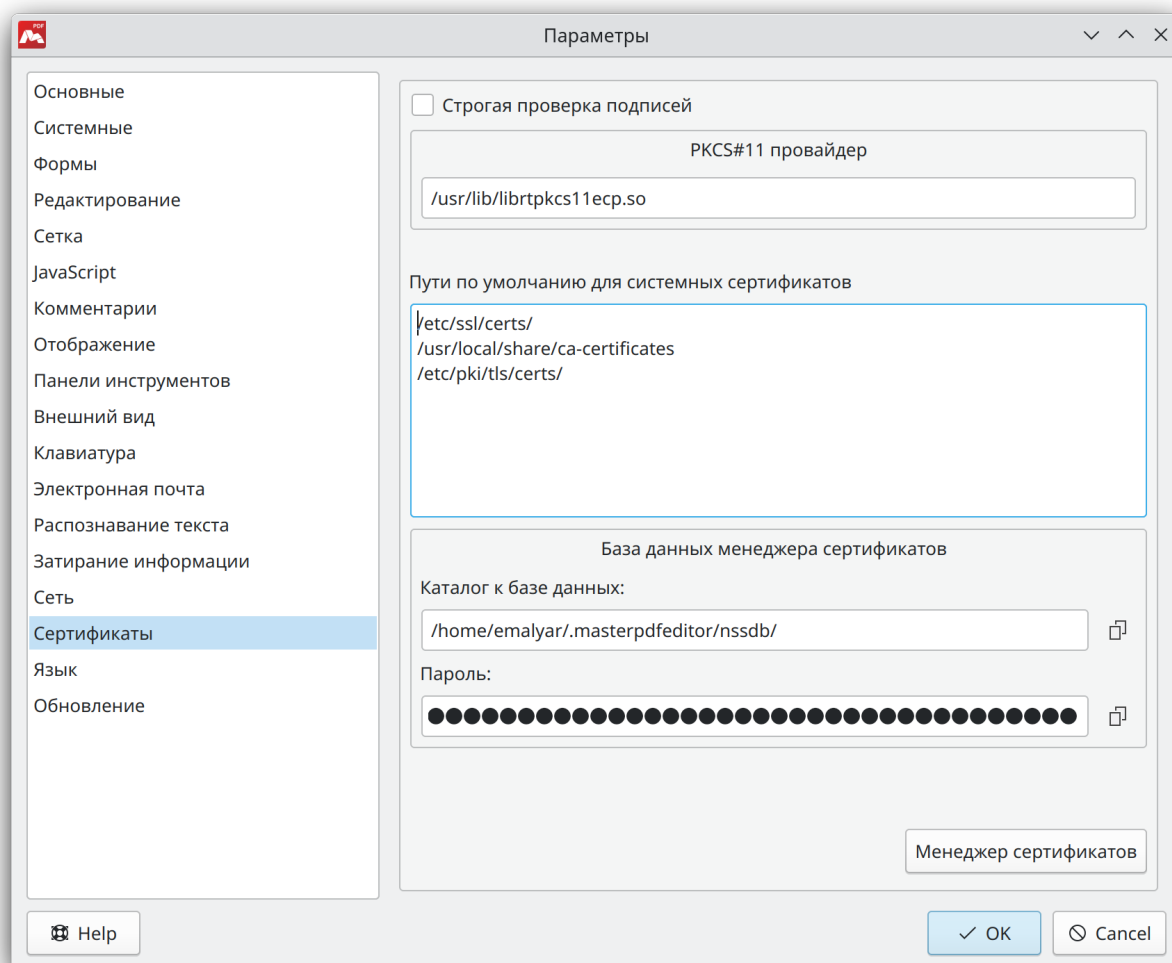 PDF
Параметры
Основные
Системные
Формы
Редактирование
Сетка
JavaScript
Комментарии
Отображение
Панели инструментов
Внешний вид
Клавиатура
Электронная почта
Распознавание текста
Затирание информации
Сеть
Сертификаты
Язык
Обновление
Строгая проверка подписей
PKCS#11 провайдер
/usr/lib/librtpkcs11ecp.so
Пути по умолчанию для системных сертификатов
/etc/ssl/certs/
/usr/local/share/ca-certificates
/etc/pki/tls/certs/
База данных менеджера сертификатов
Каталог к базе данных:
/home/emalyar/.masterpdfeditor/nssdb/
Пароль:
Менеджер сертификатов
Help
OK
Cancel